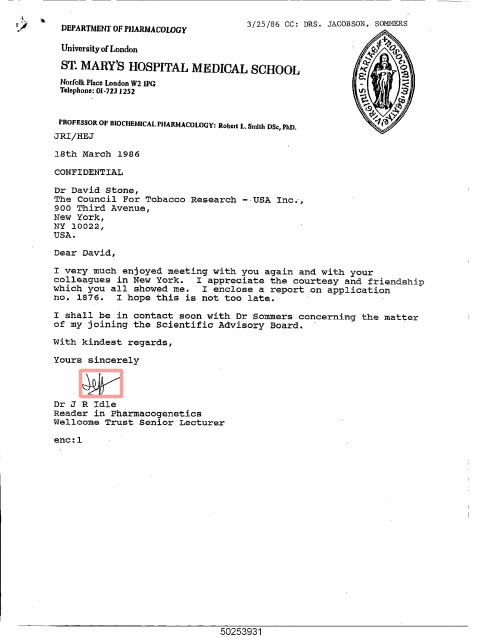 3/25/86 CC: DRS. JACOBSON, SOMMERS
DEPARTMENT OF PHARMACOLOGY
University of London
ST. MARY'S HOSPITAL MEDICAL SCHOOL
Norfolk Place London W2 1PG
Telephone: 01-723 1252
PROFESSOR OF BIOCHEMICAL PHARMACOLOGY: Robert L. Smith DSc, PhD.
JRI/HEJ
18th March 1986
CONFIDENTIAL
Dr David Stone,
The Council For Tobacco Research - USA Inc.,
900 Third Avenue,
New York,
NY 10022,
USA.
Dear David,
I very much enjoyed meeting with you again and with your
colleagues in New York. I appreciate the courtesy and friendship
which you all showed me. I enclose a report on application
no. 1876. I hope this is not too late.
I shall be in contact soon with Dr Sommers concerning the matter
of my joining the Scientific Advisory Board.
With kindest regards,
Yours sincerely
Jeff
Dr J R Idle
Reader in Pharmacogenetics
Wellcome Trust Senior Lecturer
enc:1
50253931